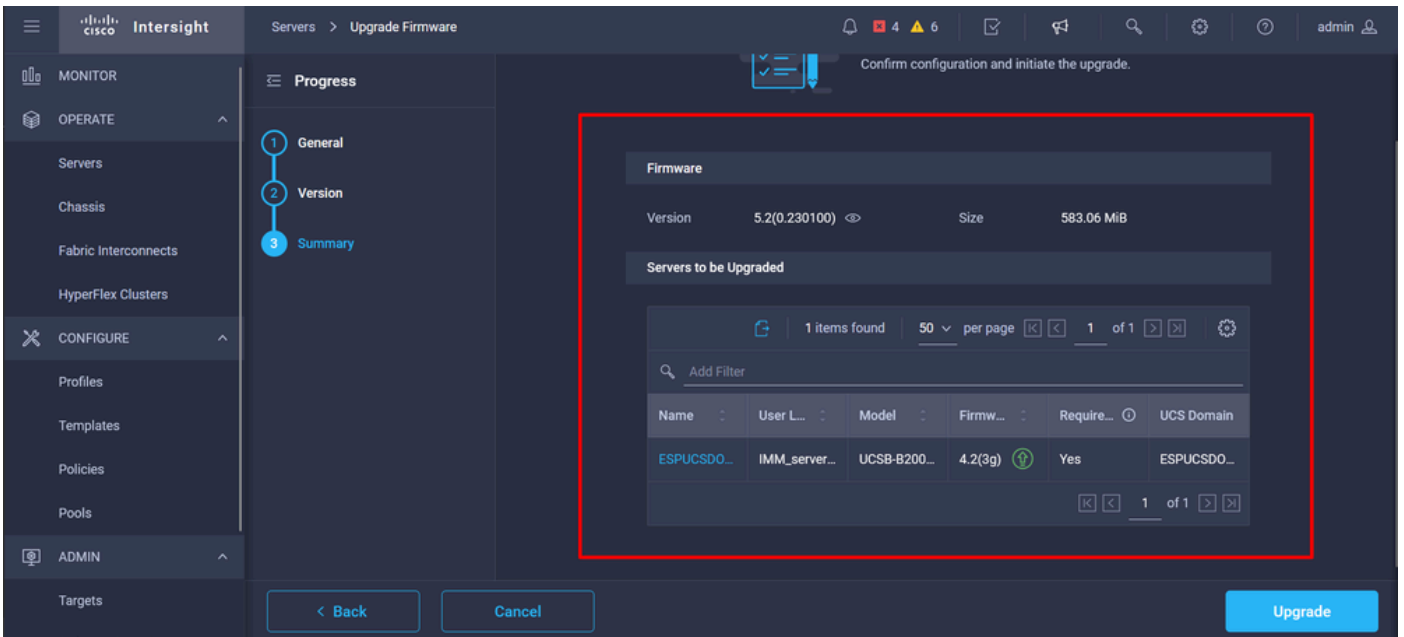 cisco Intersight
Servers > Upgrade Firmware
4 6
admin
MONITOR
OPERATE
Servers
Chassis
Fabric Interconnects
HyperFlex Clusters
CONFIGURE
Profiles
Templates
Policies
Pools
ADMIN
Targets
Progress
1 General
2 Version
3 Summary
Confirm configuration and initiate the upgrade.
Firmware
Version 5.2(0.230100) Size 583.06 MiB
Servers to be Upgraded
1 items found 50 per page 1 of 1
Add Filter
Name User L... Model Firmw... Require... UCS Domain
ESPUCSDO... IMM_server... UCSB-B200... 4.2(3g) Yes ESPUCSDO...
1 of 1
< Back Cancel Upgrade